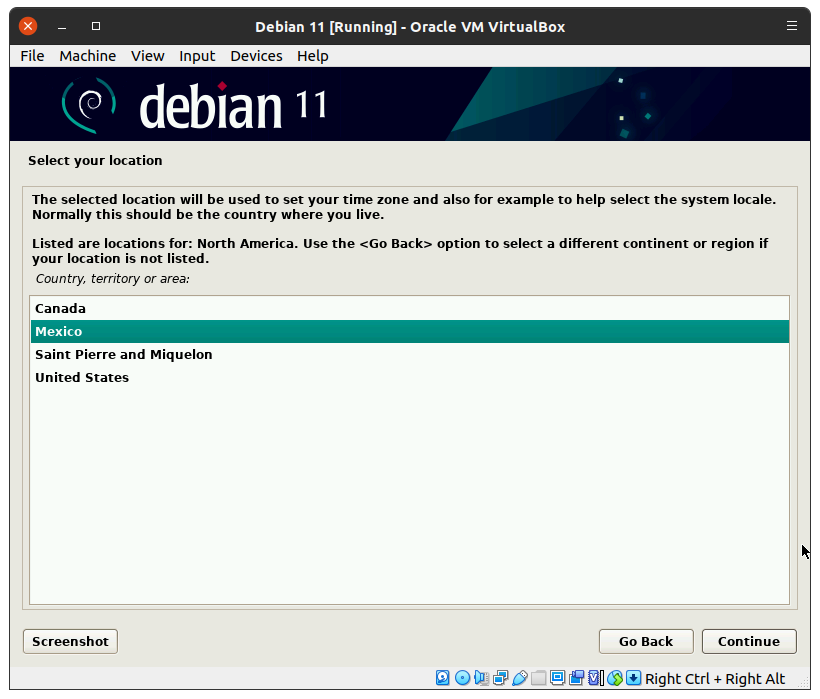 Debian 11 [Running] - Oracle VM VirtualBox
File Machine View Input Devices Help
debian 11
Select your location
The selected location will be used to set your time zone and also for example to help select the system locale.
Normally this should be the country where you live.
Listed are locations for: North America. Use the <Go Back> option to select a different continent or region if
your location is not listed.
Country, territory or area:
Canada
Mexico
Saint Pierre and Miquelon
United States
Screenshot Go Back Continue
Right Ctrl + Right Alt